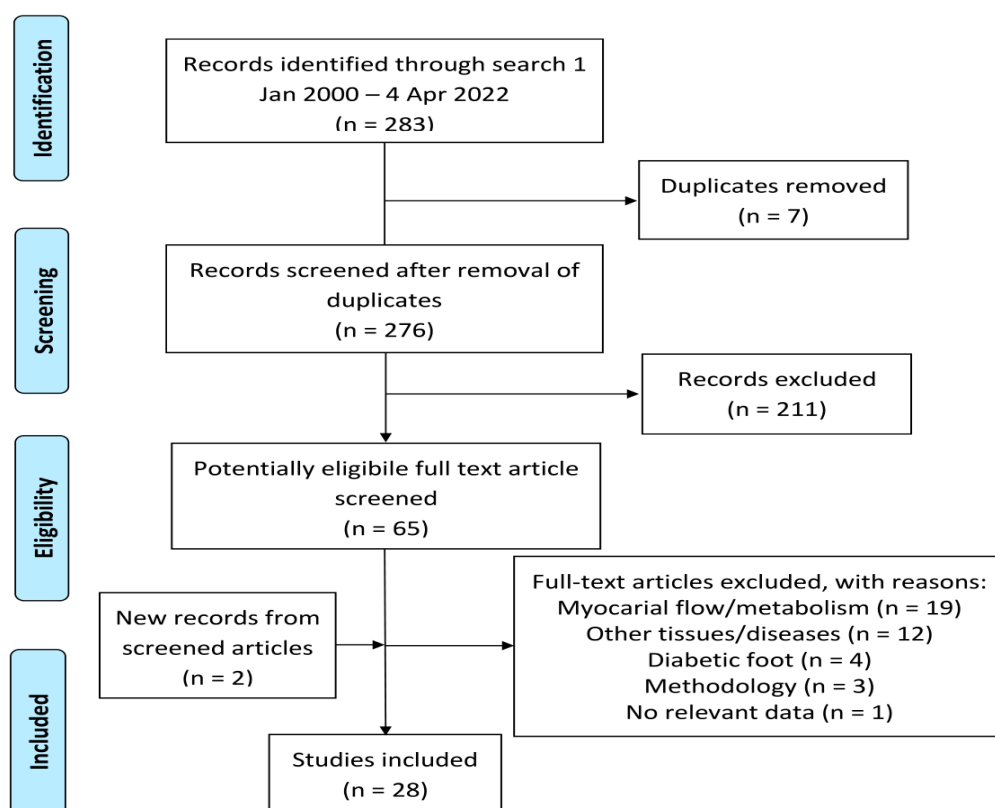 Identification
Records identified through search 1
Jan 2000 – 4 Apr 2022
(n = 283)
Duplicates removed
(n = 7)
Screening
Records screened after removal of
duplicates
(n = 276)
Records excluded
(n = 211)
Eligibility
Potentially eligibile full text article
screened
(n = 65)
New records from
screened articles
(n = 2)
Full-text articles excluded, with reasons:
Myocarial flow/metabolism (n = 19)
Other tissues/diseases (n = 12)
Diabetic foot (n = 4)
Methodology (n = 3)
No relevant data (n = 1)
Included
Studies included
(n = 28)